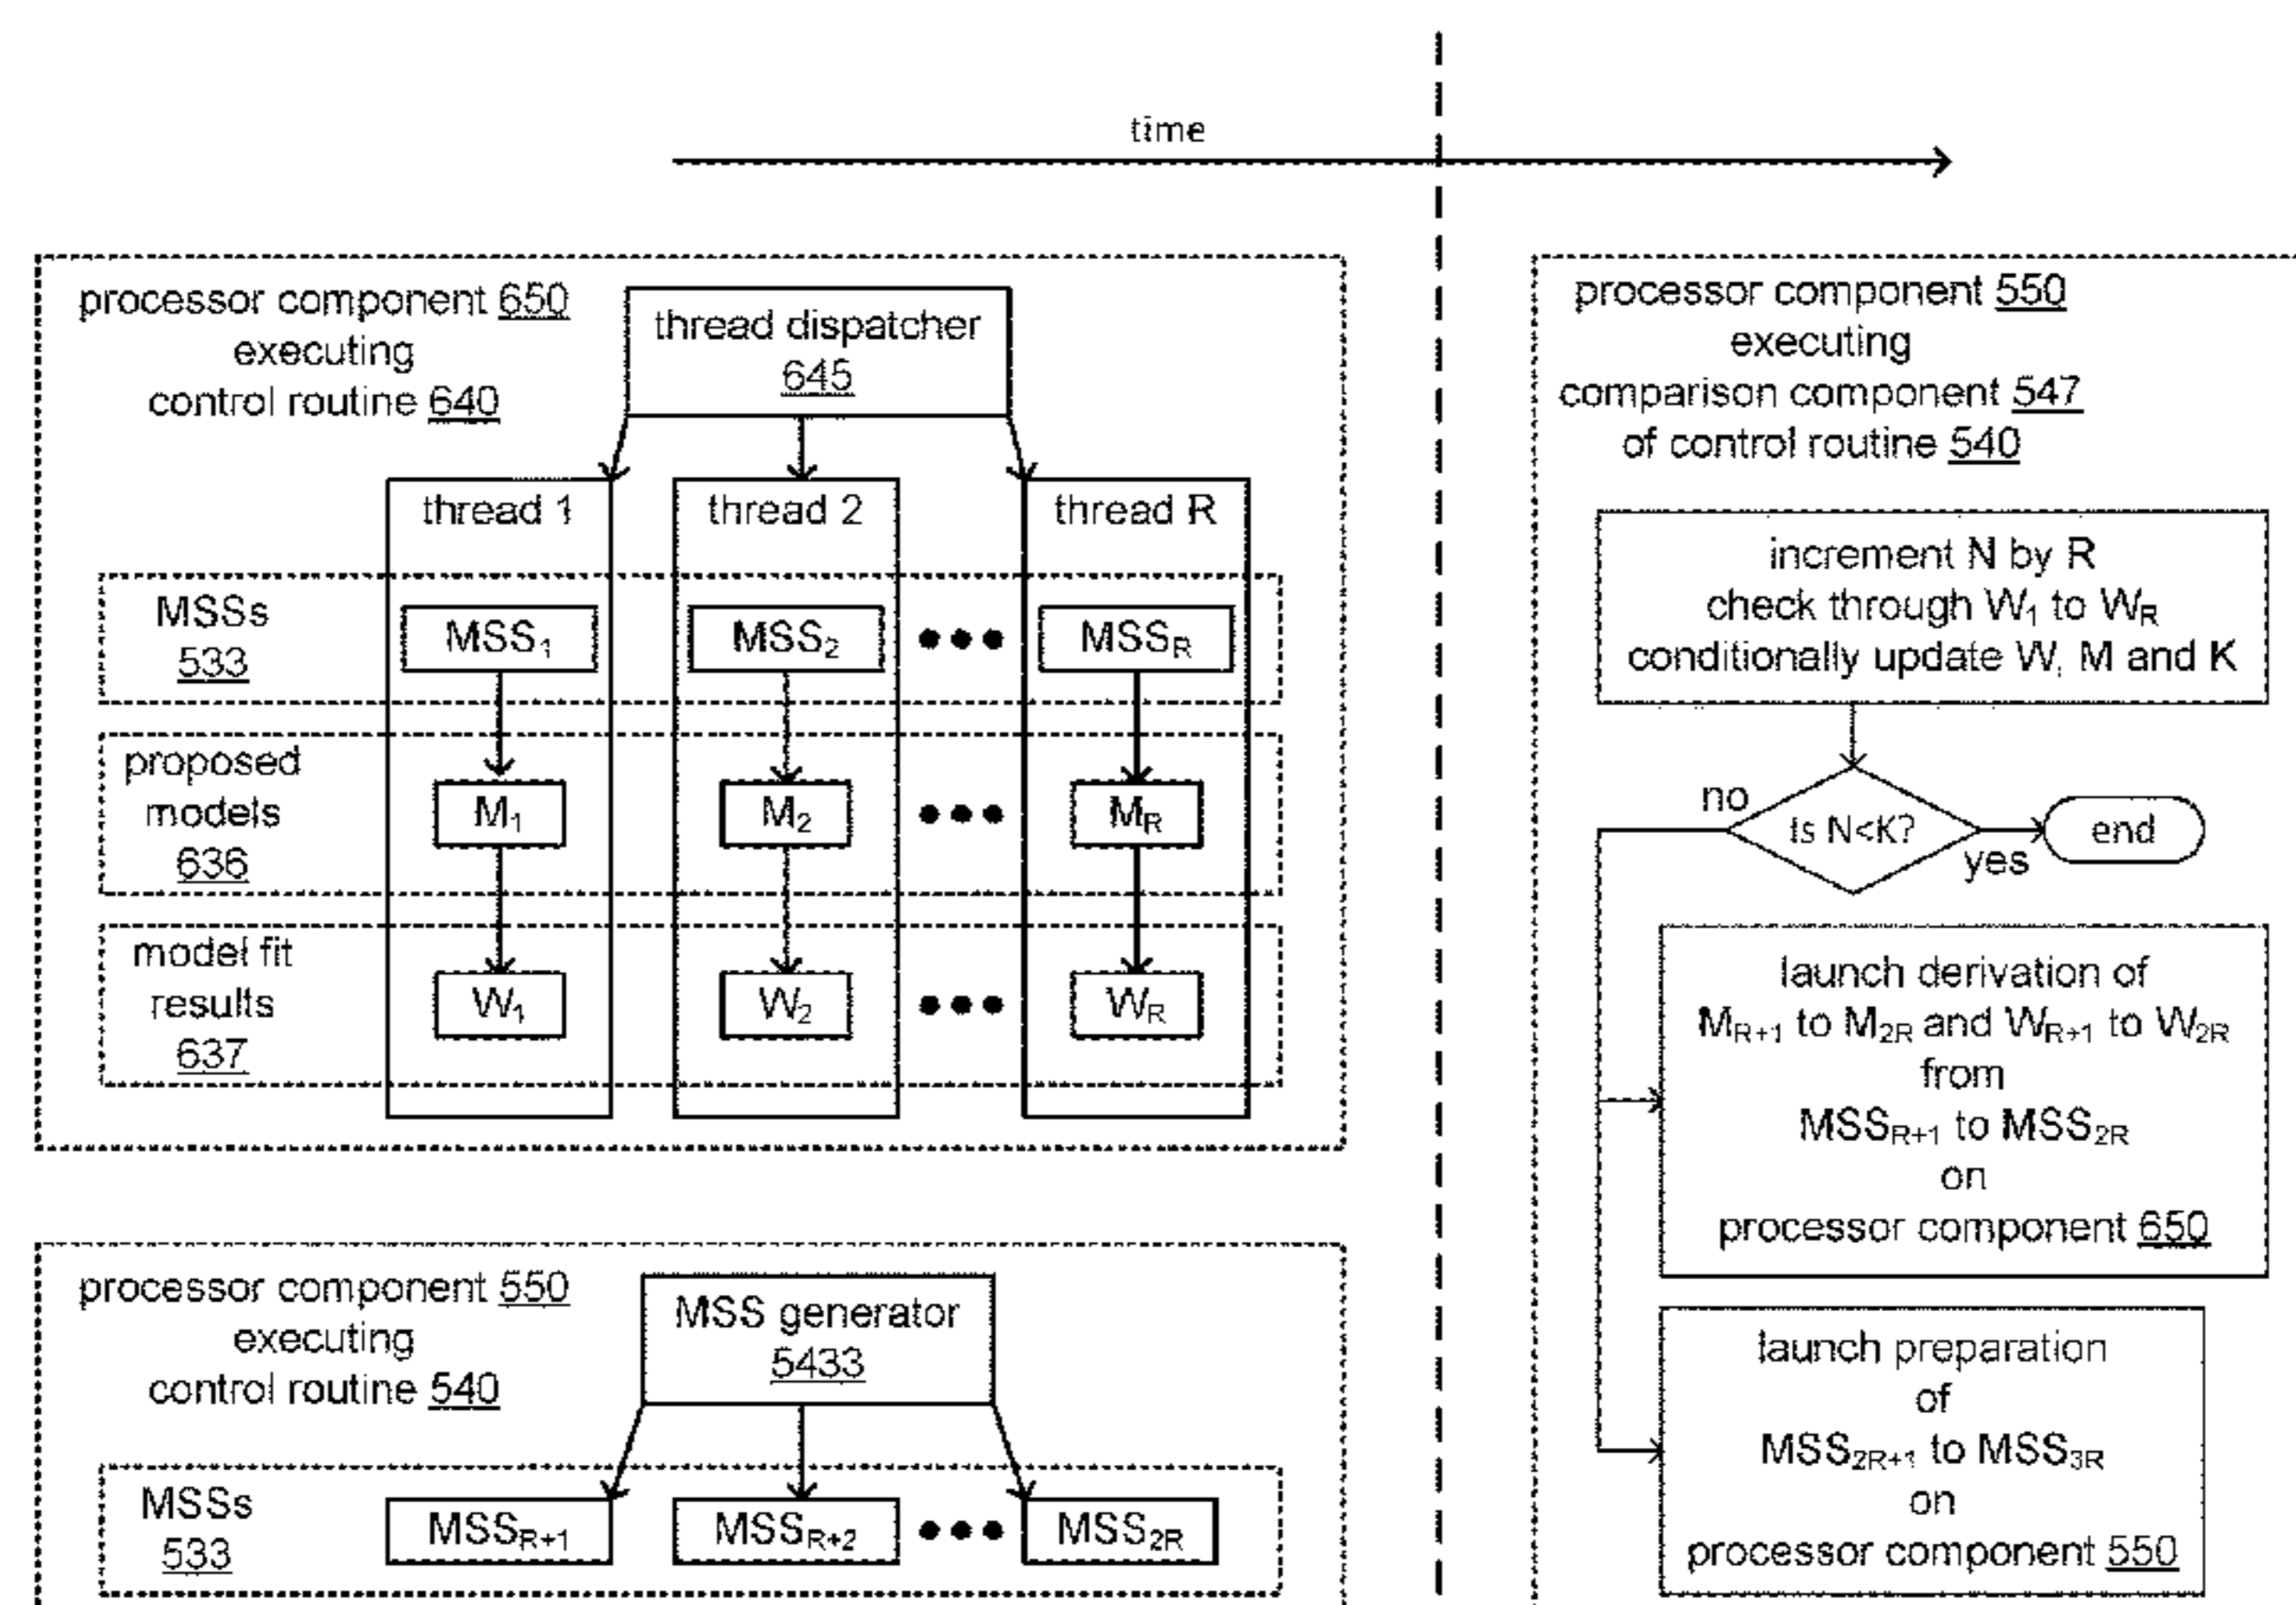 time
processor component 650
executing
control routine 640
thread dispatcher
645
thread 1
thread 2
thread R
MSSs
533
MSS₁
MSS₂
MSSR
proposed
models
636
M₁
M₂
MR
model fit
results
637
W₁
W₂
WR
processor component 550
executing
control routine 540
MSS generator
5433
MSSs
533
MSSR+1
MSSR+2
MSS2R
processor component 550
executing
comparison component 547
of control routine 540
increment N by R
check through W₁ to WR
conditionally update W, M and K
Is N<K?
no
yes
end
launch derivation of
MR+1 to M2R and WR+1 to W2R
from
MSSR+1 to MSS2R
on
processor component 650
launch preparation
of
MSS2R+1 to MSS3R
on
processor component 550